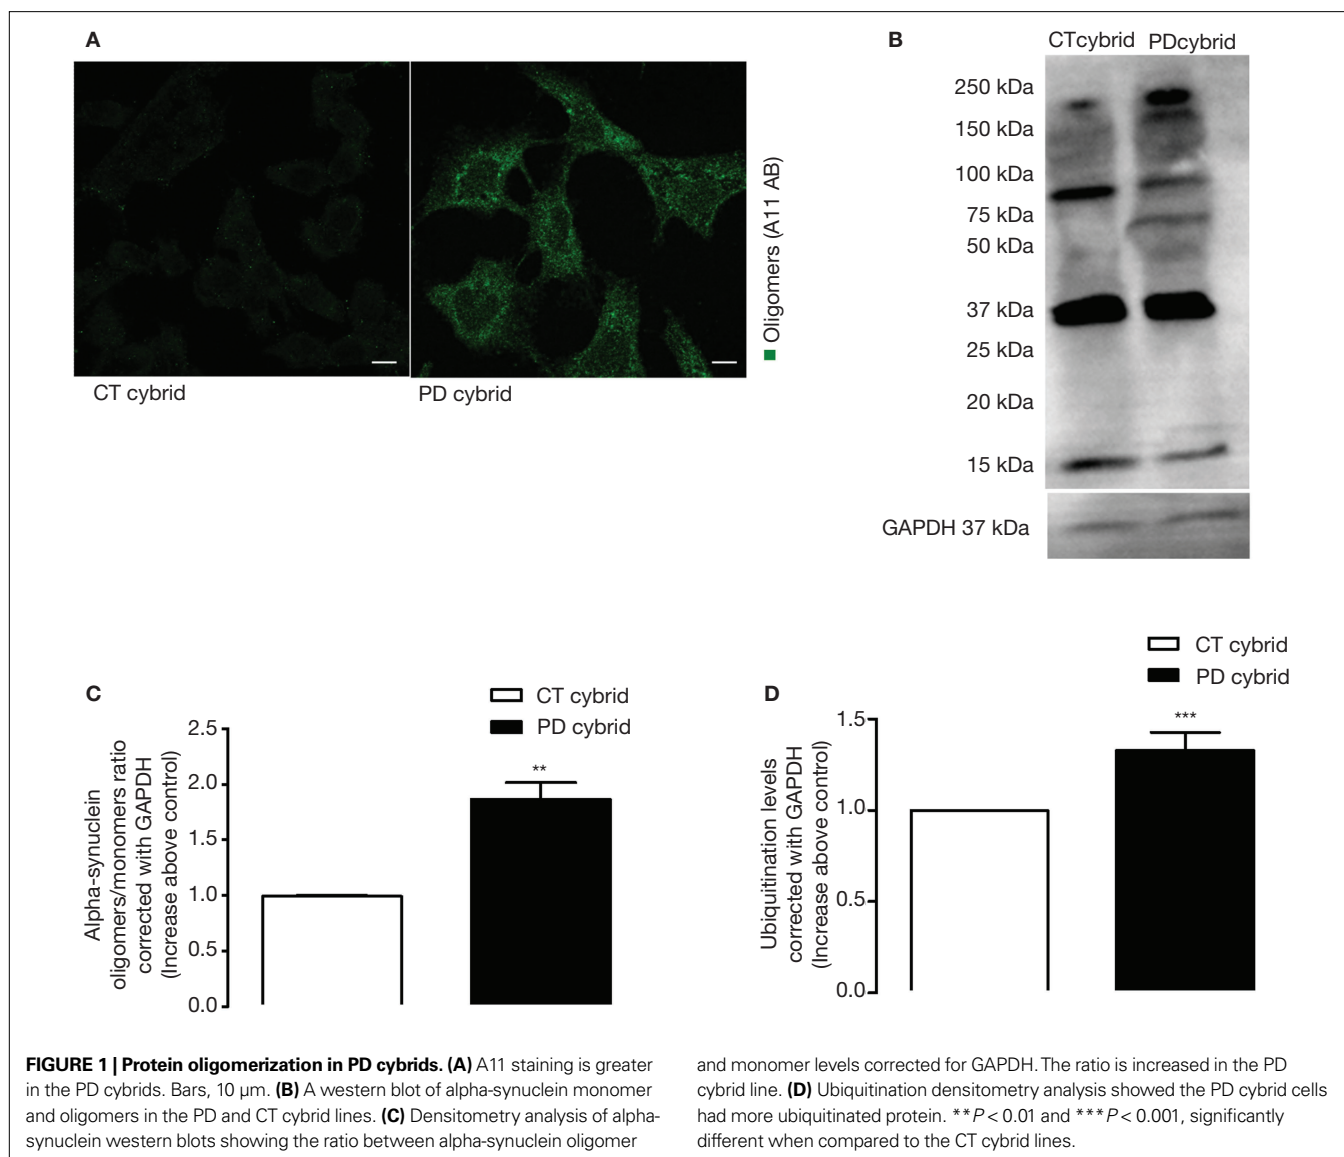 A
CT cybrid
PD cybrid
Oligomers (A11 AB)
B
CTcybrid PDcybrid
250 kDa
150 kDa
100 kDa
75 kDa
50 kDa
37 kDa
25 kDa
20 kDa
15 kDa
GAPDH 37 kDa
C
CT cybrid
PD cybrid
Alpha-synuclein
oligomers/monomers ratio
corrected with GAPDH
(Increase above control)
2.5
2.0
1.5
1.0
0.5
0.0
**
D
CT cybrid
PD cybrid
Ubiquitination levels
corrected with GAPDH
(Increase above control)
1.5
1.0
0.5
0.0
***
FIGURE 1 | Protein oligomerization in PD cybrids. (A) A11 staining is greater
in the PD cybrids. Bars, 10 μm. (B) A western blot of alpha-synuclein monomer
and oligomers in the PD and CT cybrid lines. (C) Densitometry analysis of alpha-
synuclein western blots showing the ratio between alpha-synuclein oligomer
and monomer levels corrected for GAPDH. The ratio is increased in the PD
cybrid line. (D) Ubiquitination densitometry analysis showed the PD cybrid cells
had more ubiquitinated protein. **P < 0.01 and ***P < 0.001, significantly
different when compared to the CT cybrid lines.